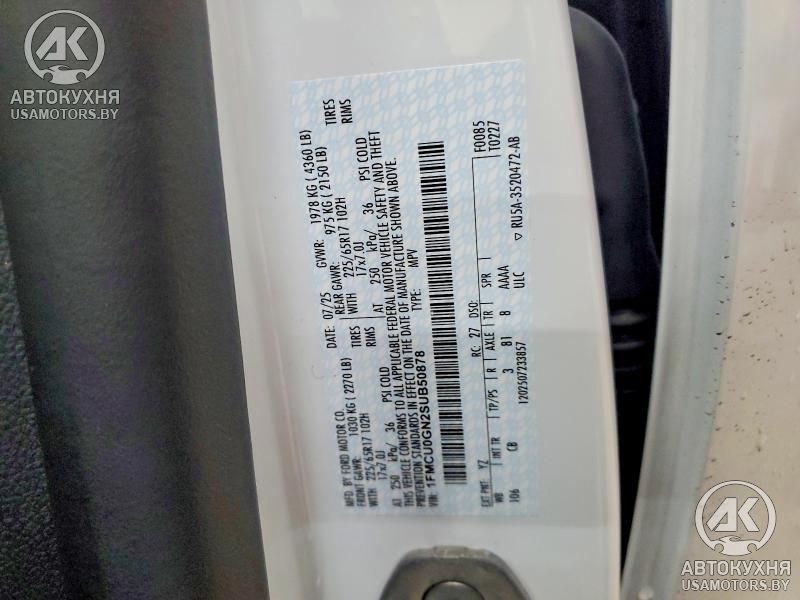 АВТОКУХНЯ
USAMOTORS.BY
MFD. BY FORD MOTOR CO.
DATE: 07/25 GVWR: 1978 KG ( 4360 LB)
FRONT GAWR: 1030 KG ( 2270 LB) REAR GAWR: 975 KG ( 2150 LB)
WITH 225/65R17 102H TIRES WITH 225/65R17 102H TIRES
17x7.0J RIMS 17x7.0J RIMS
AT 250 kPa/ 36 PSI COLD AT 250 kPa/ 36 PSI COLD
THIS VEHICLE CONFORMS TO ALL APPLICABLE FEDERAL MOTOR VEHICLE SAFETY AND THEFT
PREVENTION STANDARDS IN EFFECT ON THE DATE OF MANUFACTURE SHOWN ABOVE.
VIN: 1FMCU0GN2SUB50878 TYPE: MPV
F0085
T0227
EXT PNT: YZ RC: 27 DSO:
WB INT TR TP/PS R AXLE TR SPR
106 CB 3 81 8 AAAA
ULC
1202507233857 ▽ RU5A-3520472-AB
АВТОКУХНЯ
USAMOTORS.BY